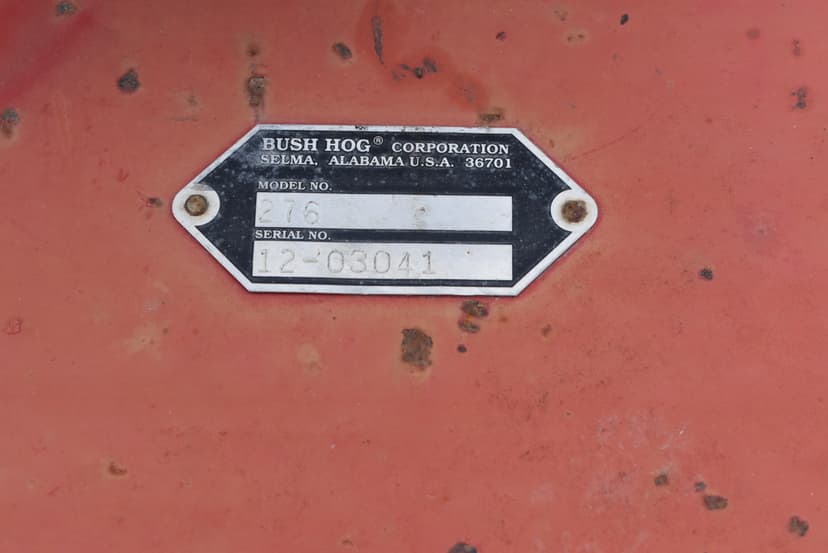 BUSH HOG® CORPORATION
SELMA, ALABAMA U.S.A. 36701
MODEL NO.
276
SERIAL NO.
12-03041